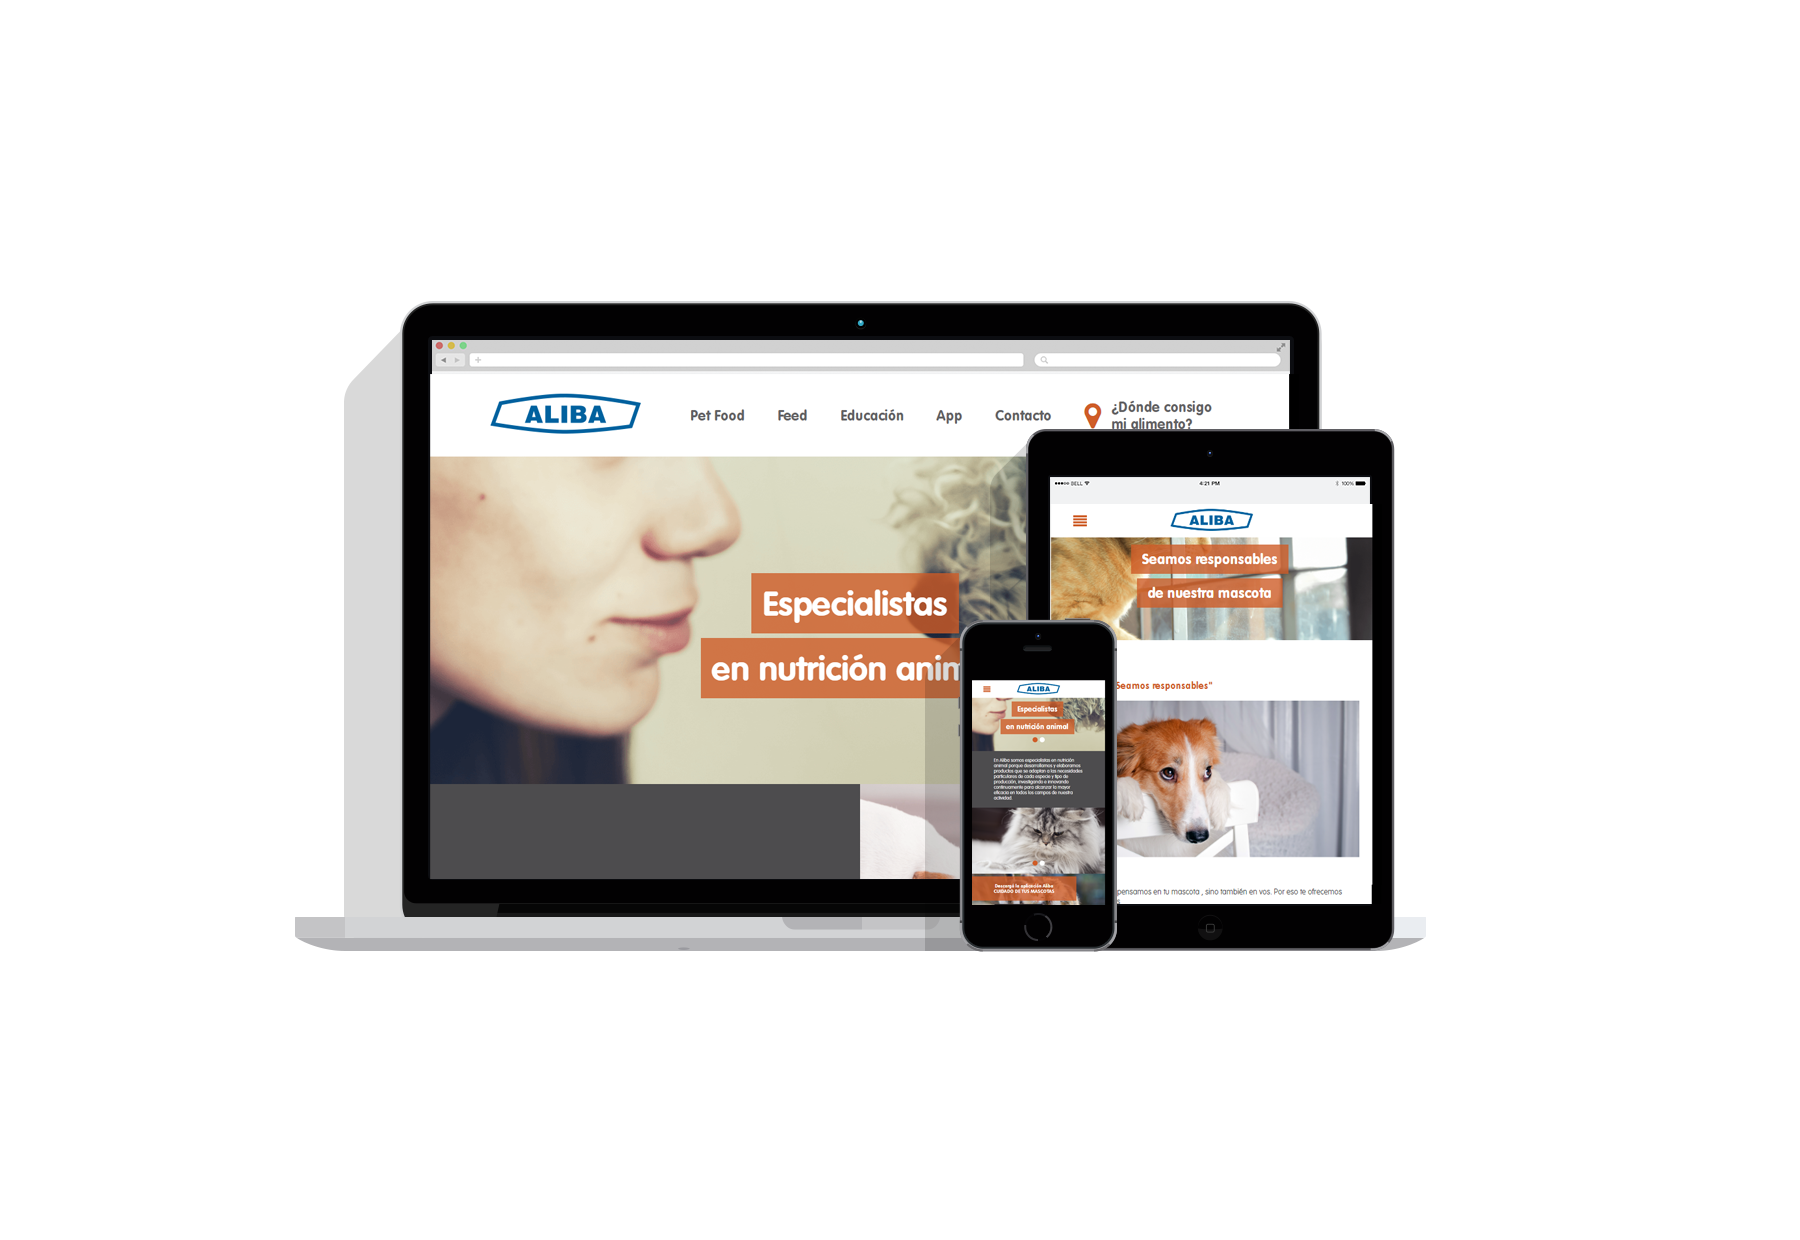 ALIBA
Pet Food
Feed
Educación
App
Contacto
¿Dónde consigo
mi alimento?
Especialistas
en nutrición
DELL
4:21 PM
100%
ALIBA
Seamos responsables
de nuestra mascota
Seamos responsables"
pensamos en tu mascota , sino también en vos. Por eso te ofrecemos
ALIBA
Especialistas
en nutrición animal
En Aliba somos especialistas en nutrición
animal porque desarrollamos y elaboramos
productos que se adaptan a las necesidades
particulares de cada especie y tipo de
producción, investigando e innovando
continuamente para alcanzar la mayor
eficacia en todos los campos de nuestra
actividad.
Descargá la aplicación Aliba
CUIDADO DE TUS MASCOTAS